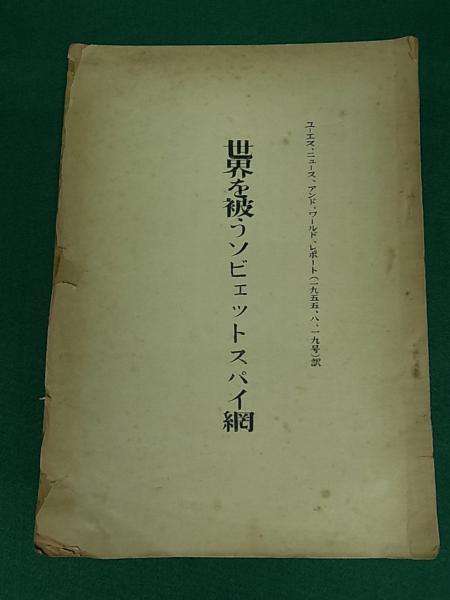 ユーエス、ニュース、アンド、ワールド、レポート（一九五五、八、一九号）訳
世界を被うソビェットスパイ網